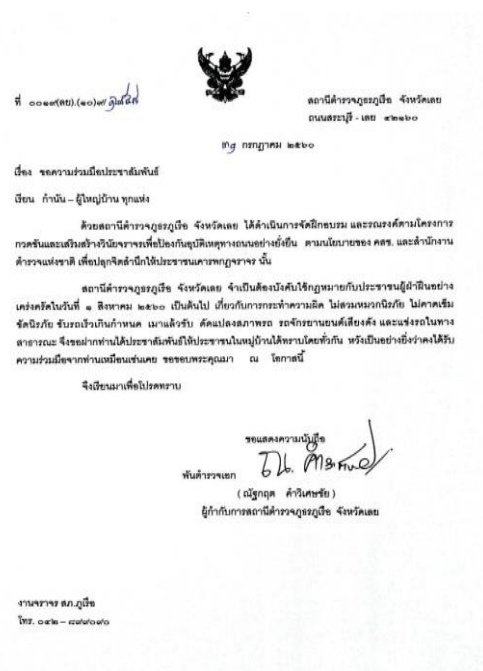 ที่ ๐๐๑๙(ลย).(๑๐)๙/
สถานีตำรวจภูธรภูเรือ จังหวัดเลย
ถนนสระบุรี - เลย ๔๒๑๖๐
กรกฎาคม ๒๕๖๐
เรื่อง ขอความร่วมมือประชาสัมพันธ์
เรียน กำนัน – ผู้ใหญ่บ้าน ทุกแห่ง
ด้วยสถานีตำรวจภูธรภูเรือ จังหวัดเลย ได้ดำเนินการจัดฝึกอบรม และรณรงค์ตามโครงการ
กวดขันและเสริมสร้างวินัยจราจรเพื่อป้องกันอุบัติเหตุทางถนนอย่างยั่งยืน ตามนโยบายของ คสช. และสำนักงาน
ตำรวจแห่งชาติ เพื่อปลุกจิตสำนึกให้ประชาชนเคารพกฎจราจร นั้น
สถานีตำรวจภูธรภูเรือ จังหวัดเลย จำเป็นต้องบังคับใช้กฎหมายกับประชาชนผู้ฝ่าฝืนอย่าง
เคร่งครัดในวันที่ ๑ สิงหาคม ๒๕๖๐ เป็นต้นไป เกี่ยวกับการกระทำความผิด ไม่สวมหมวกนิรภัย ไม่คาดเข็ม
ขัดนิรภัย ขับรถเร็วเกินกำหนด เมาแล้วขับ ดัดแปลงสภาพรถ รถจักรยานยนต์เสียงดัง และแข่งรถในทาง
สาธารณะ จึงขอฝากท่านได้ประชาสัมพันธ์ให้ประชาชนในหมู่บ้านได้ทราบโดยทั่วกัน หวังเป็นอย่างยิ่งว่าคงได้รับ
ความร่วมมือจากท่านเหมือนเช่นเคย ขอขอบพระคุณมา ณ โอกาสนี้
จึงเรียนมาเพื่อโปรดทราบ
ขอแสดงความนับถือ
พันตำรวจเอก
(ณัฐกฤต คำวิเศษชัย)
ผู้กำกับการสถานีตำรวจภูธรภูเรือ จังหวัดเลย
งานจราจร สภ.ภูเรือ
โทร. ๐๔๒ – ๘๙๙๐๙๐